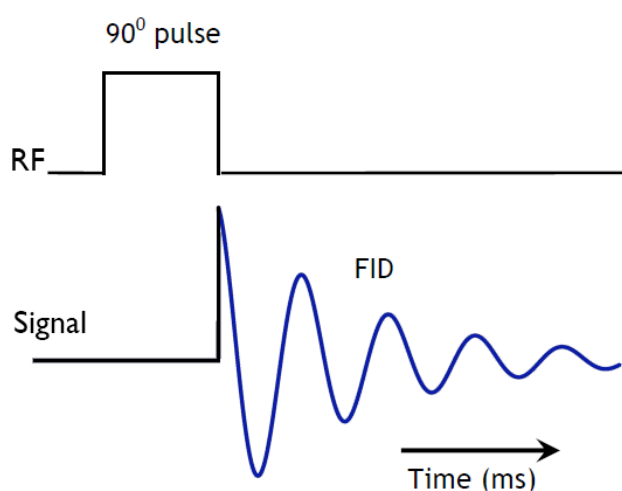 90⁰ pulse
RF
FID
Signal
Time (ms)